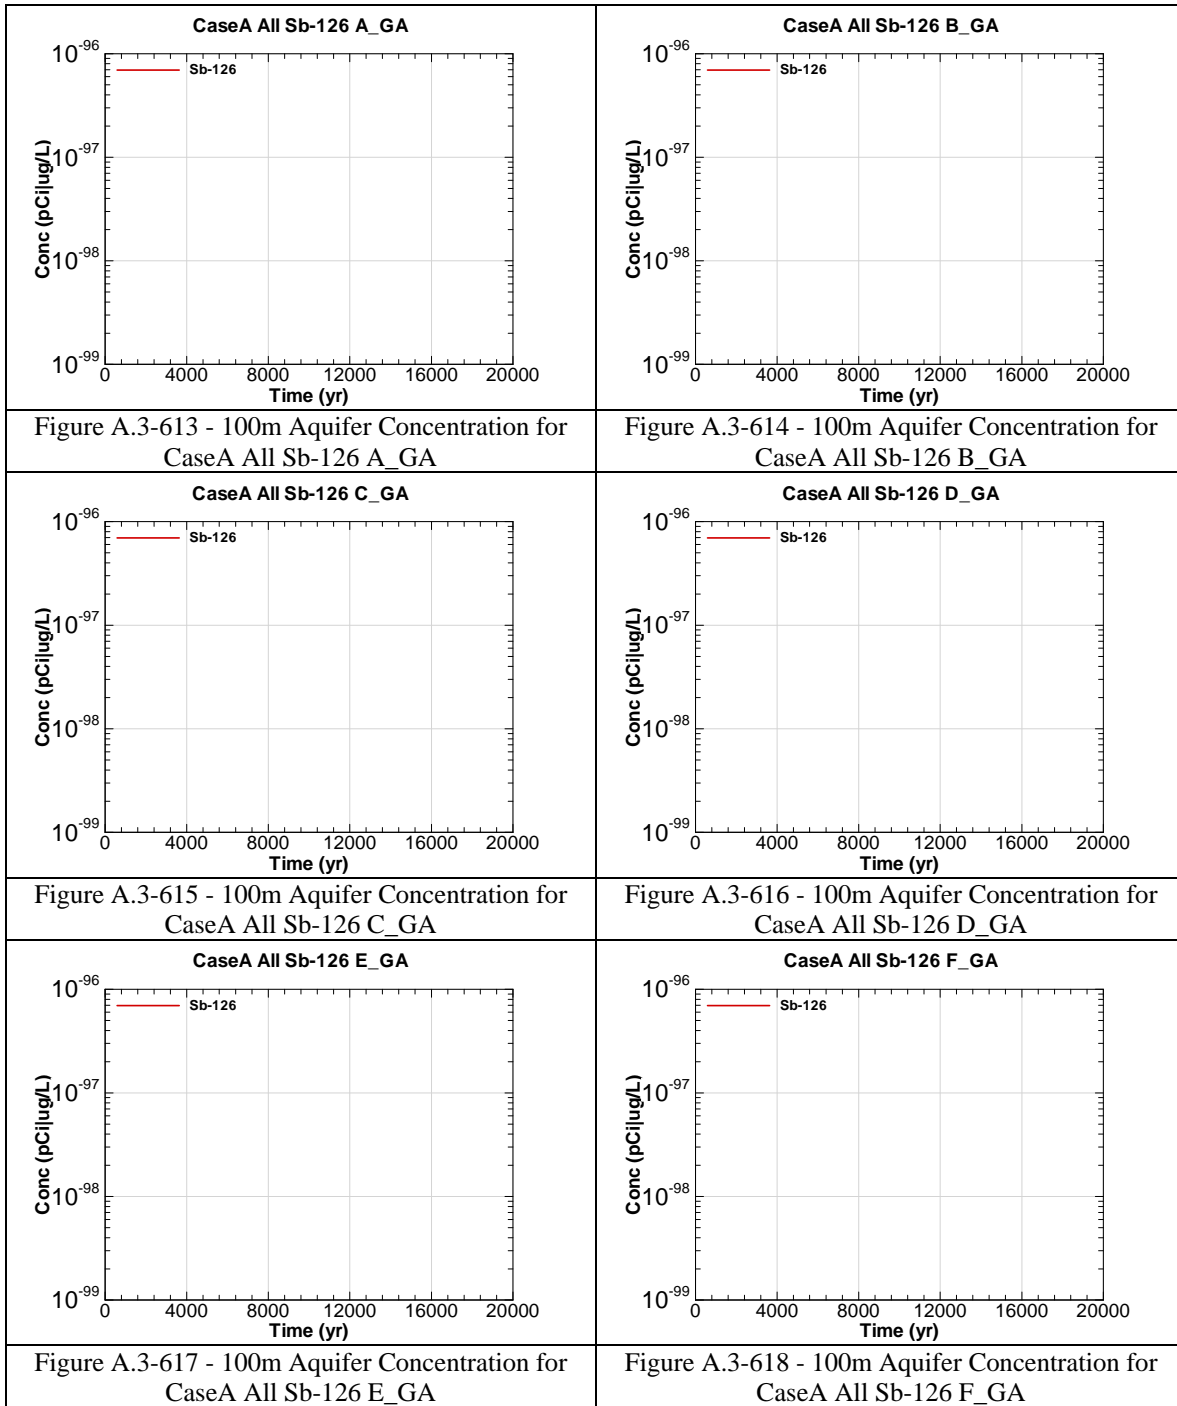 CaseA All Sb-126 A_GA
10-96
Sb-126
10-97
Conc (pCi|ug/L)
10-98
10-99
0 4000 8000 12000 16000 20000
Time (yr)
Figure A.3-613 - 100m Aquifer Concentration for
CaseA All Sb-126 A_GA
CaseA All Sb-126 B_GA
10-96
Sb-126
10-97
Conc (pCi|ug/L)
10-98
10-99
0 4000 8000 12000 16000 20000
Time (yr)
Figure A.3-614 - 100m Aquifer Concentration for
CaseA All Sb-126 B_GA
CaseA All Sb-126 C_GA
10-96
Sb-126
10-97
Conc (pCi|ug/L)
10-98
10-99
0 4000 8000 12000 16000 20000
Time (yr)
Figure A.3-615 - 100m Aquifer Concentration for
CaseA All Sb-126 C_GA
CaseA All Sb-126 D_GA
10-96
Sb-126
10-97
Conc (pCi|ug/L)
10-98
10-99
0 4000 8000 12000 16000 20000
Time (yr)
Figure A.3-616 - 100m Aquifer Concentration for
CaseA All Sb-126 D_GA
CaseA All Sb-126 E_GA
10-96
Sb-126
10-97
Conc (pCi|ug/L)
10-98
10-99
0 4000 8000 12000 16000 20000
Time (yr)
Figure A.3-617 - 100m Aquifer Concentration for
CaseA All Sb-126 E_GA
CaseA All Sb-126 F_GA
10-96
Sb-126
10-97
Conc (pCi|ug/L)
10-98
10-99
0 4000 8000 12000 16000 20000
Time (yr)
Figure A.3-618 - 100m Aquifer Concentration for
CaseA All Sb-126 F_GA